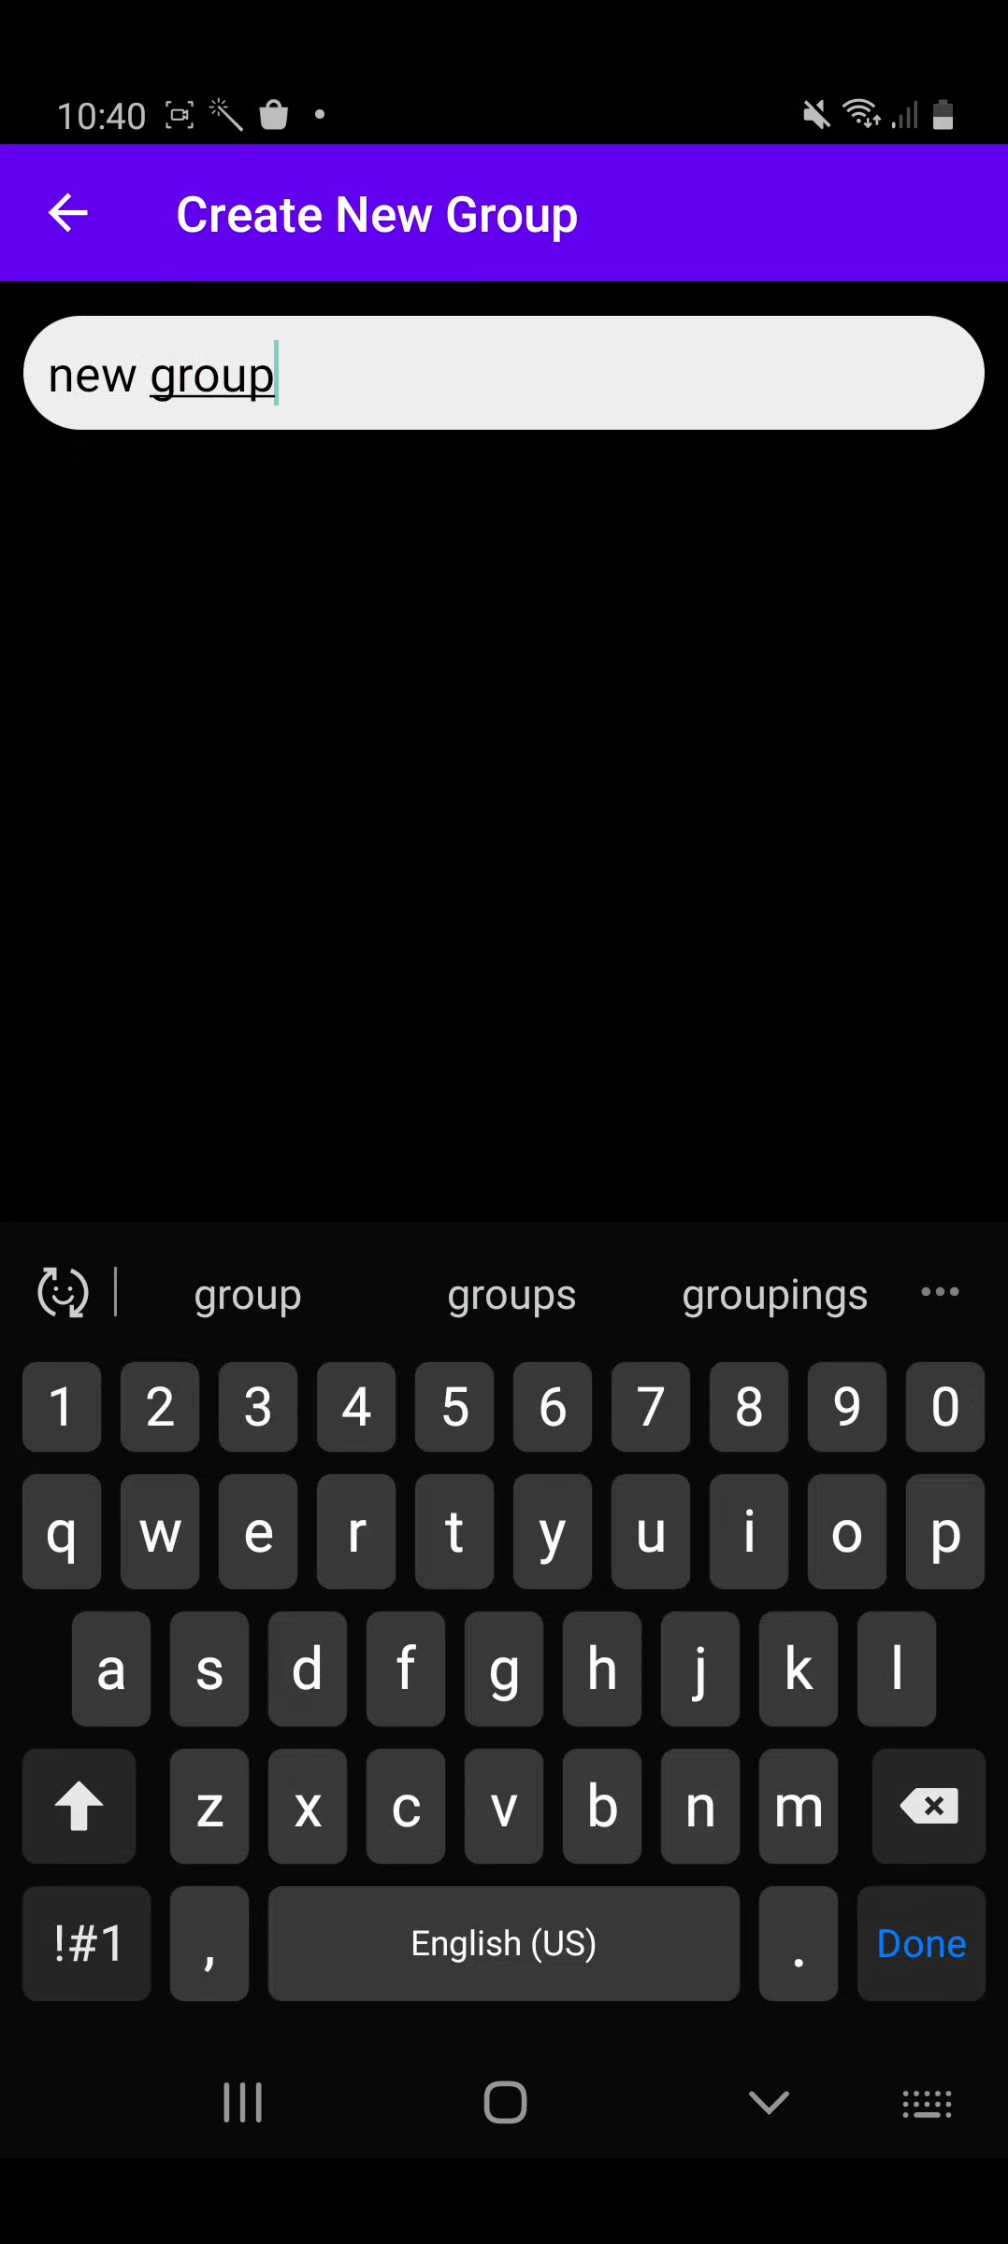 10:40
Create New Group
new group
group groups groupings
1 2 3 4 5 6 7 8 9 0
q w e r t y u i o p
a s d f g h j k l
z x c v b n m
!#1 , English (US) . Done